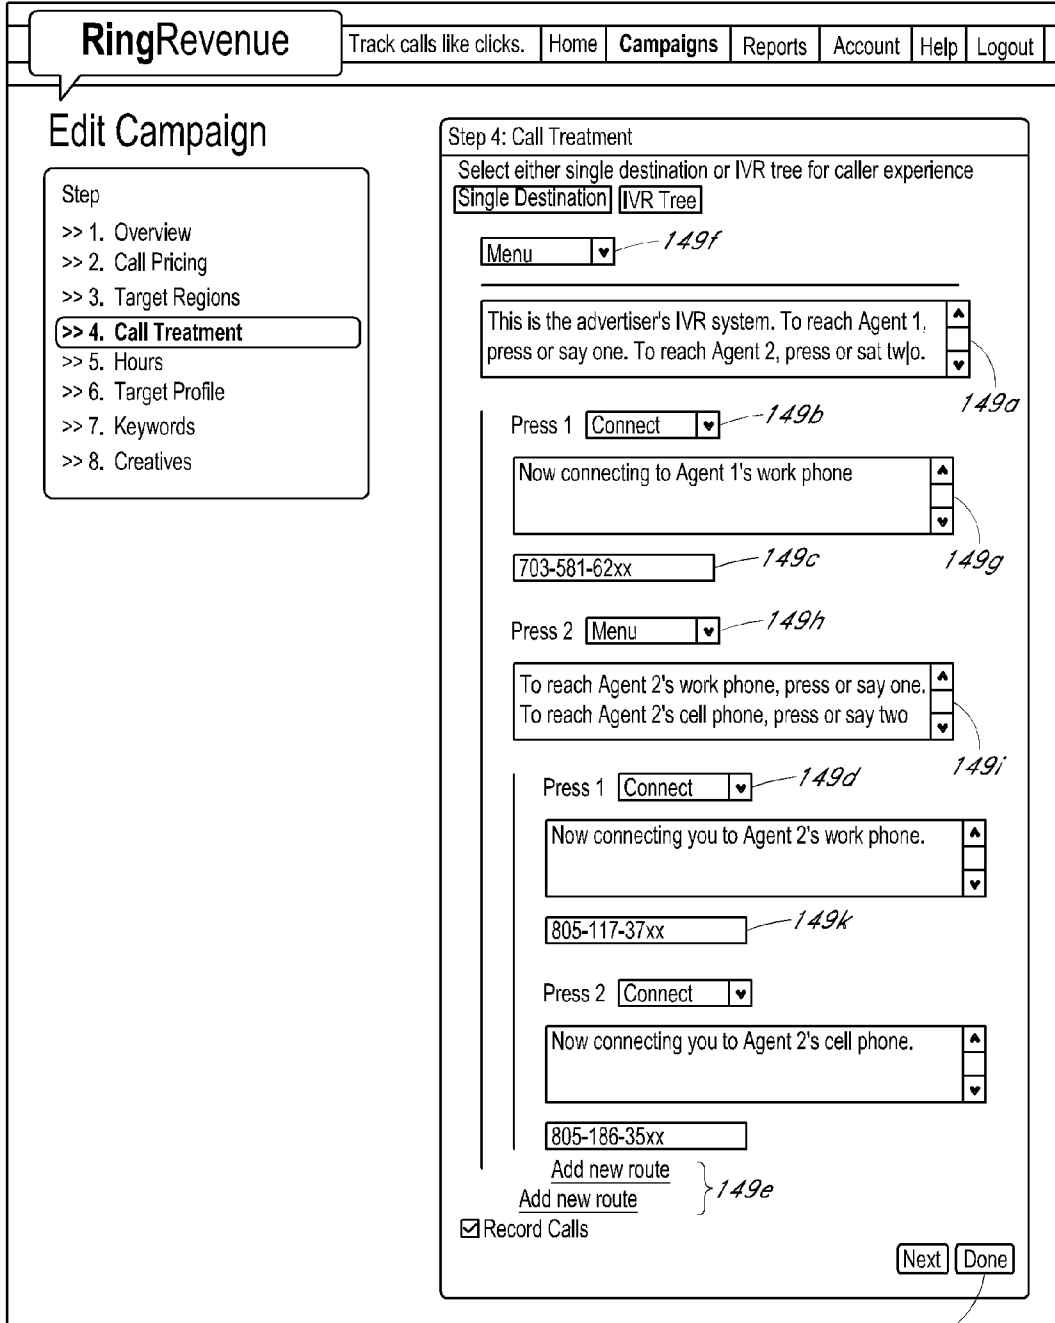 RingRevenue
Track calls like clicks. Home Campaigns Reports Account Help Logout
Edit Campaign
Step
>> 1. Overview
>> 2. Call Pricing
>> 3. Target Regions
>> 4. Call Treatment
>> 5. Hours
>> 6. Target Profile
>> 7. Keywords
>> 8. Creatives
Step 4: Call Treatment
Select either single destination or IVR tree for caller experience
Single Destination IVR Tree
Menu 149f
This is the advertiser's IVR system. To reach Agent 1,
press or say one. To reach Agent 2, press or sat two.
149a
Press 1 Connect 149b
Now connecting to Agent 1's work phone
149g
703-581-62xx 149c
Press 2 Menu 149h
To reach Agent 2's work phone, press or say one.
To reach Agent 2's cell phone, press or say two
149i
Press 1 Connect 149d
Now connecting you to Agent 2's work phone.
805-117-37xx 149k
Press 2 Connect
Now connecting you to Agent 2's cell phone.
805-186-35xx
Add new route
Add new route
149e
Record Calls
Next Done